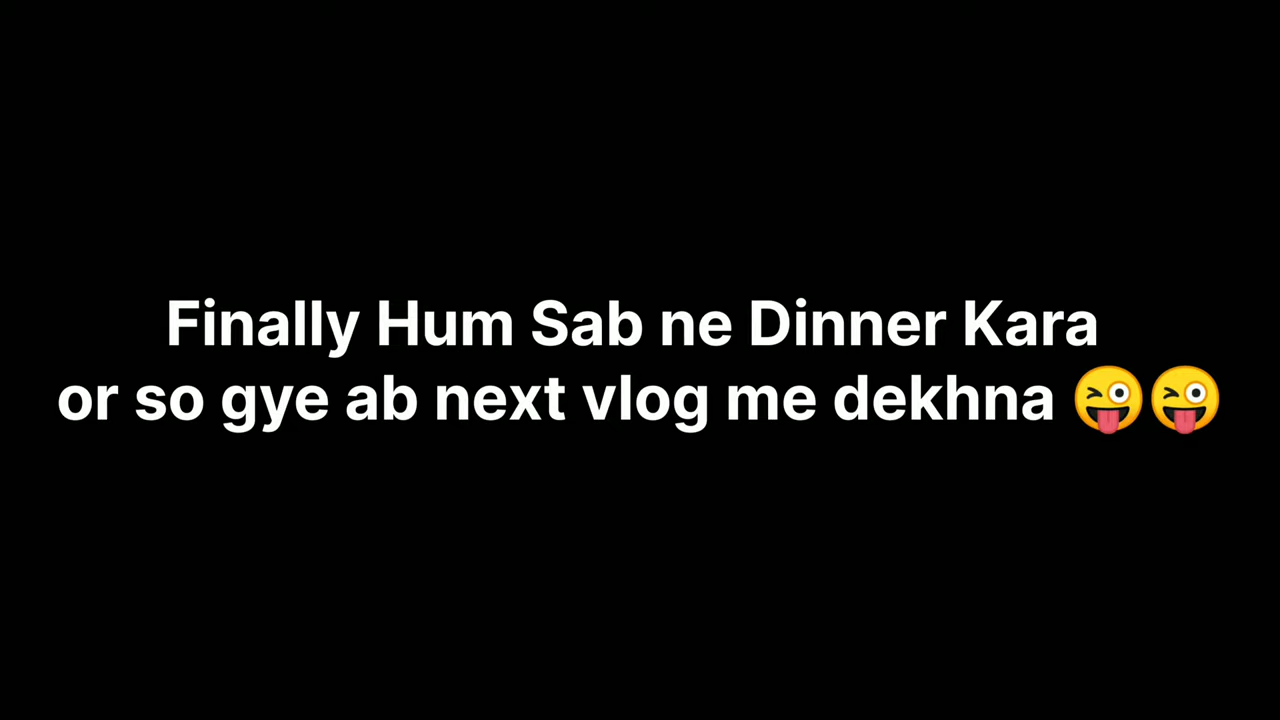 Finally Hum Sab ne Dinner Kara
or so gye ab next vlog me dekhna 😜😜